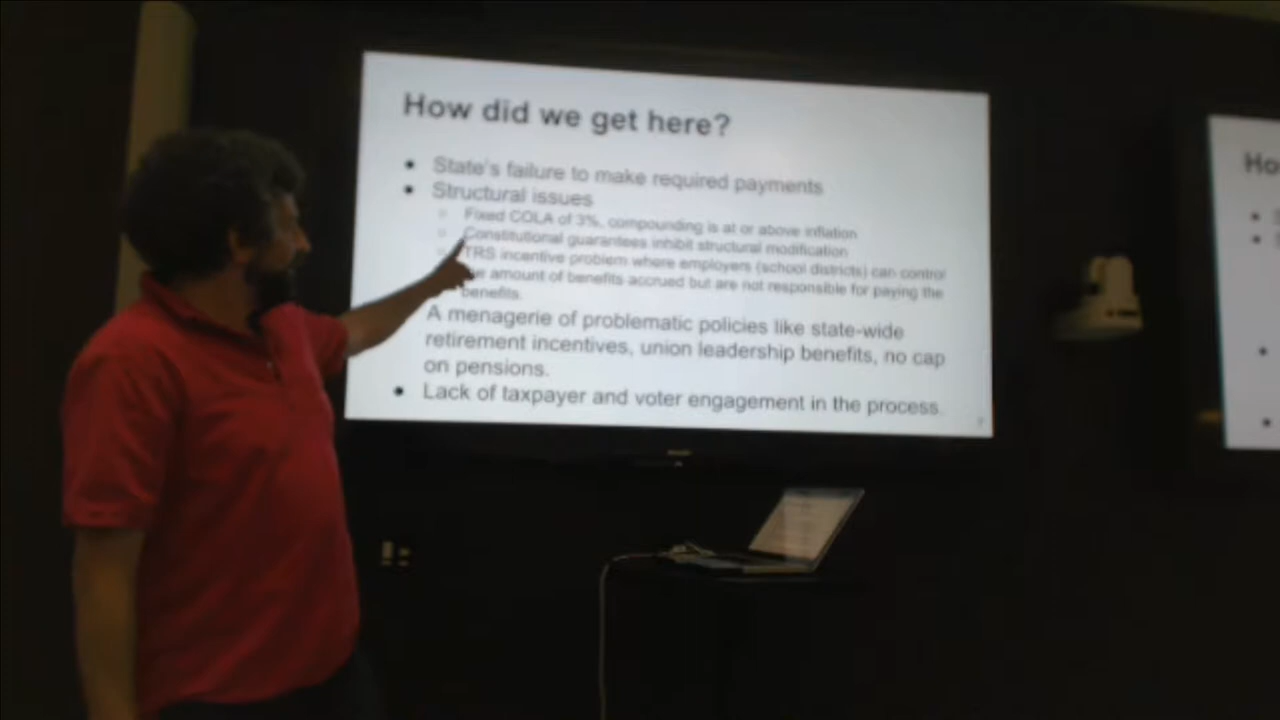 How did we get here?
State's failure to make required payments
Structural issues
Fixed COLA of 3%, compounding is at or above inflation
Constitutional guarantees inhibit structural modification
TRS incentive problem where employers (school districts) can control
amount of benefits accrued but are not responsible for paying the
benefits.
A menagerie of problematic policies like state-wide
retirement incentives, union leadership benefits, no cap
on pensions.
Lack of taxpayer and voter engagement in the process.
Ho